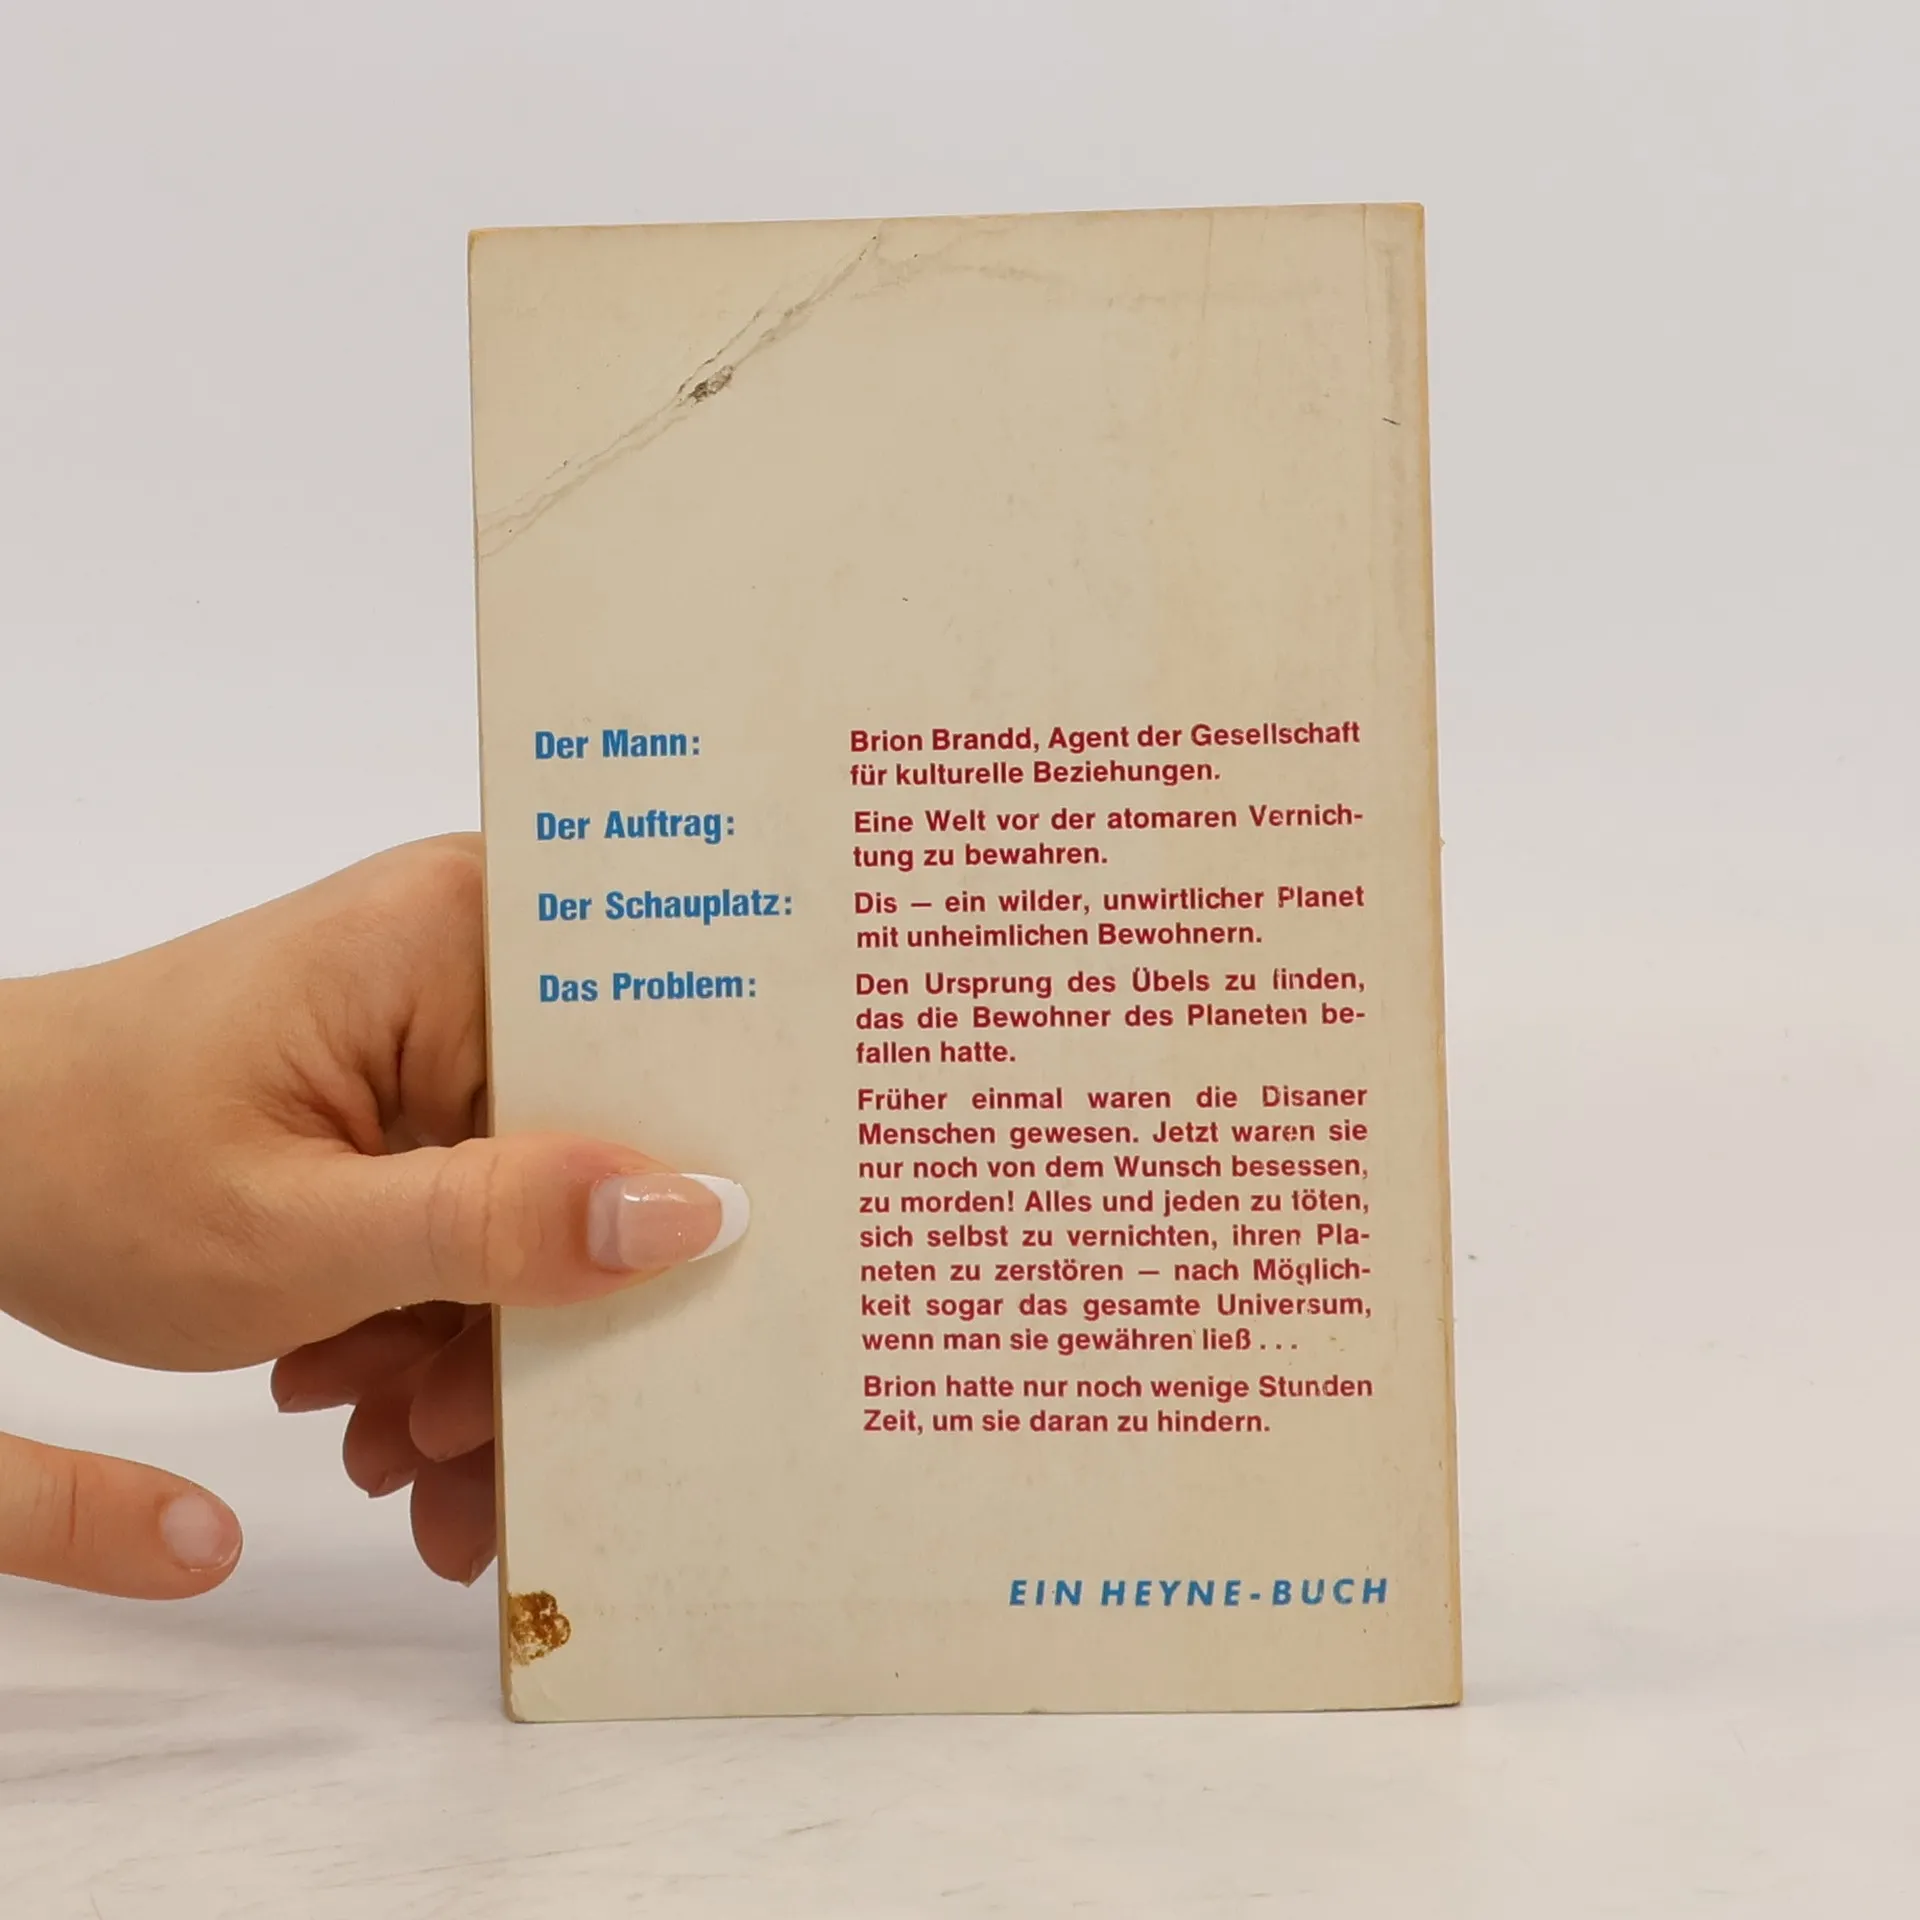 Der Mann: Brion Brandd, Agent der Gesellschaft
für kulturelle Beziehungen.
Der Auftrag: Eine Welt vor der atomaren Vernich-
tung zu bewahren.
Der Schauplatz: Dis — ein wilder, unwirtlicher Planet
mit unheimlichen Bewohnern.
Das Problem: Den Ursprung des Übels zu finden,
das die Bewohner des Planeten be-
fallen hatte.
Früher einmal waren die Disaner
Menschen gewesen. Jetzt waren sie
nur noch von dem Wunsch besessen,
zu morden! Alles und jeden zu töten,
sich selbst zu vernichten, ihren Pla-
neten zu zerstören — nach Möglich-
keit sogar das gesamte Universum,
wenn man sie gewähren ließ . . .
Brion hatte nur noch wenige Stunden
Zeit, um sie daran zu hindern.
EIN HEYNE-BUCH